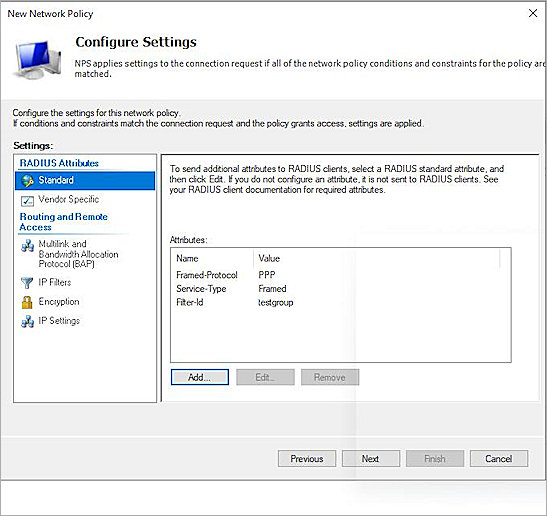 New Network Policy
Configure Settings
NPS applies settings to the connection request if all of the network policy conditions and constraints for the policy are
matched.
Configure the settings for this network policy.
If conditions and constraints match the connection request and the policy grants access, settings are applied.
Settings:
RADIUS Attributes
Standard
Vendor Specific
Routing and Remote
Access
Multilink and
Bandwidth Allocation
Protocol (BAP)
IP Filters
Encryption
IP Settings
To send additional attributes to RADIUS clients, select a RADIUS standard attribute, and
then click Edit. If you do not configure an attribute, it is not sent to RADIUS clients. See
your RADIUS client documentation for required attributes.
Attributes:
Name Value
Framed-Protocol PPP
Service-Type Framed
Filter-Id testgroup
Add... Edit... Remove
Previous Next Finish Cancel